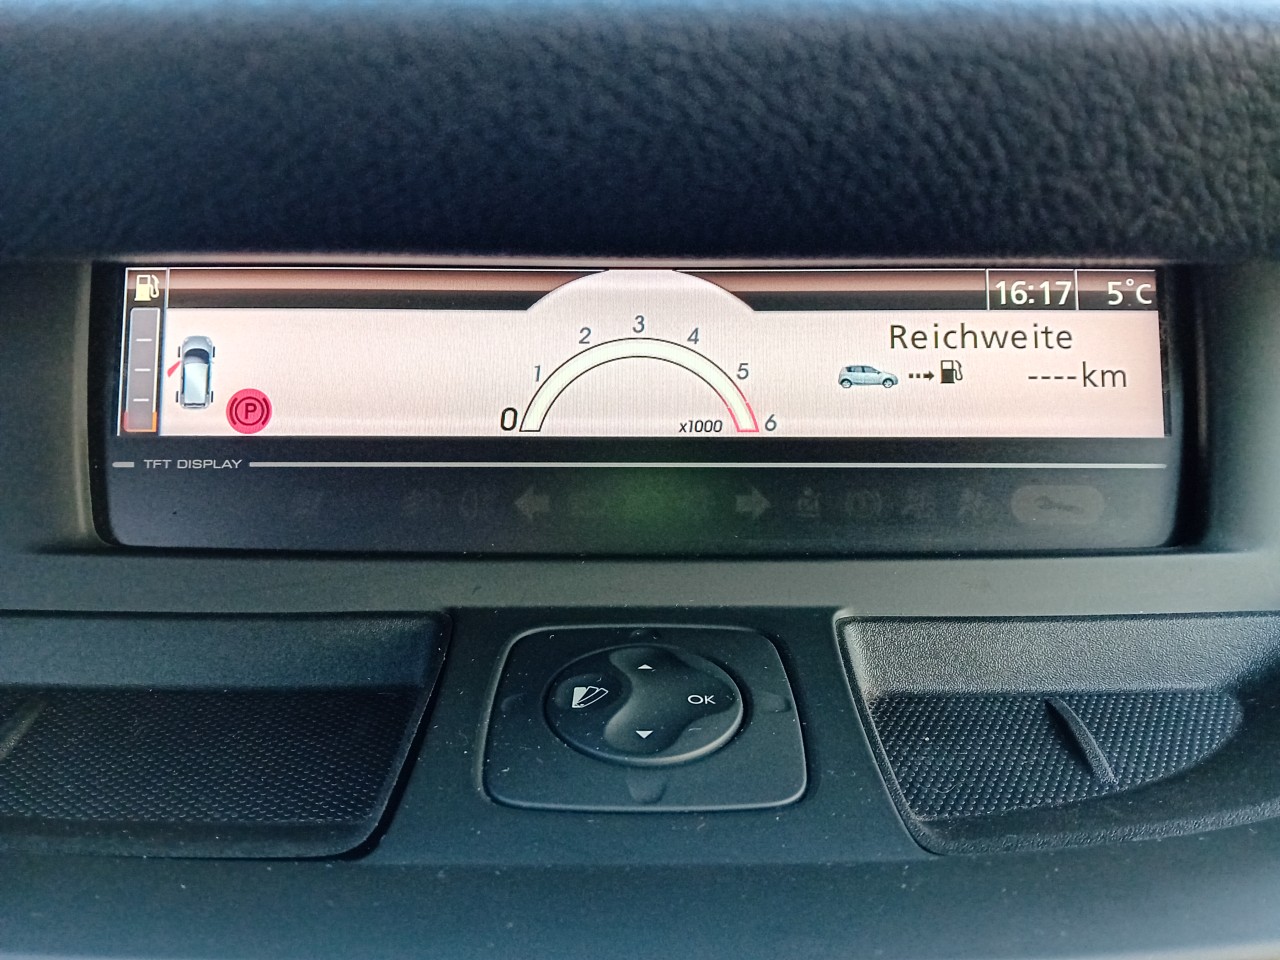 16:17 5°C
Reichweite
----km
0 1 2 3 4 5 6
x1000
P
TFT DISPLAY
OK